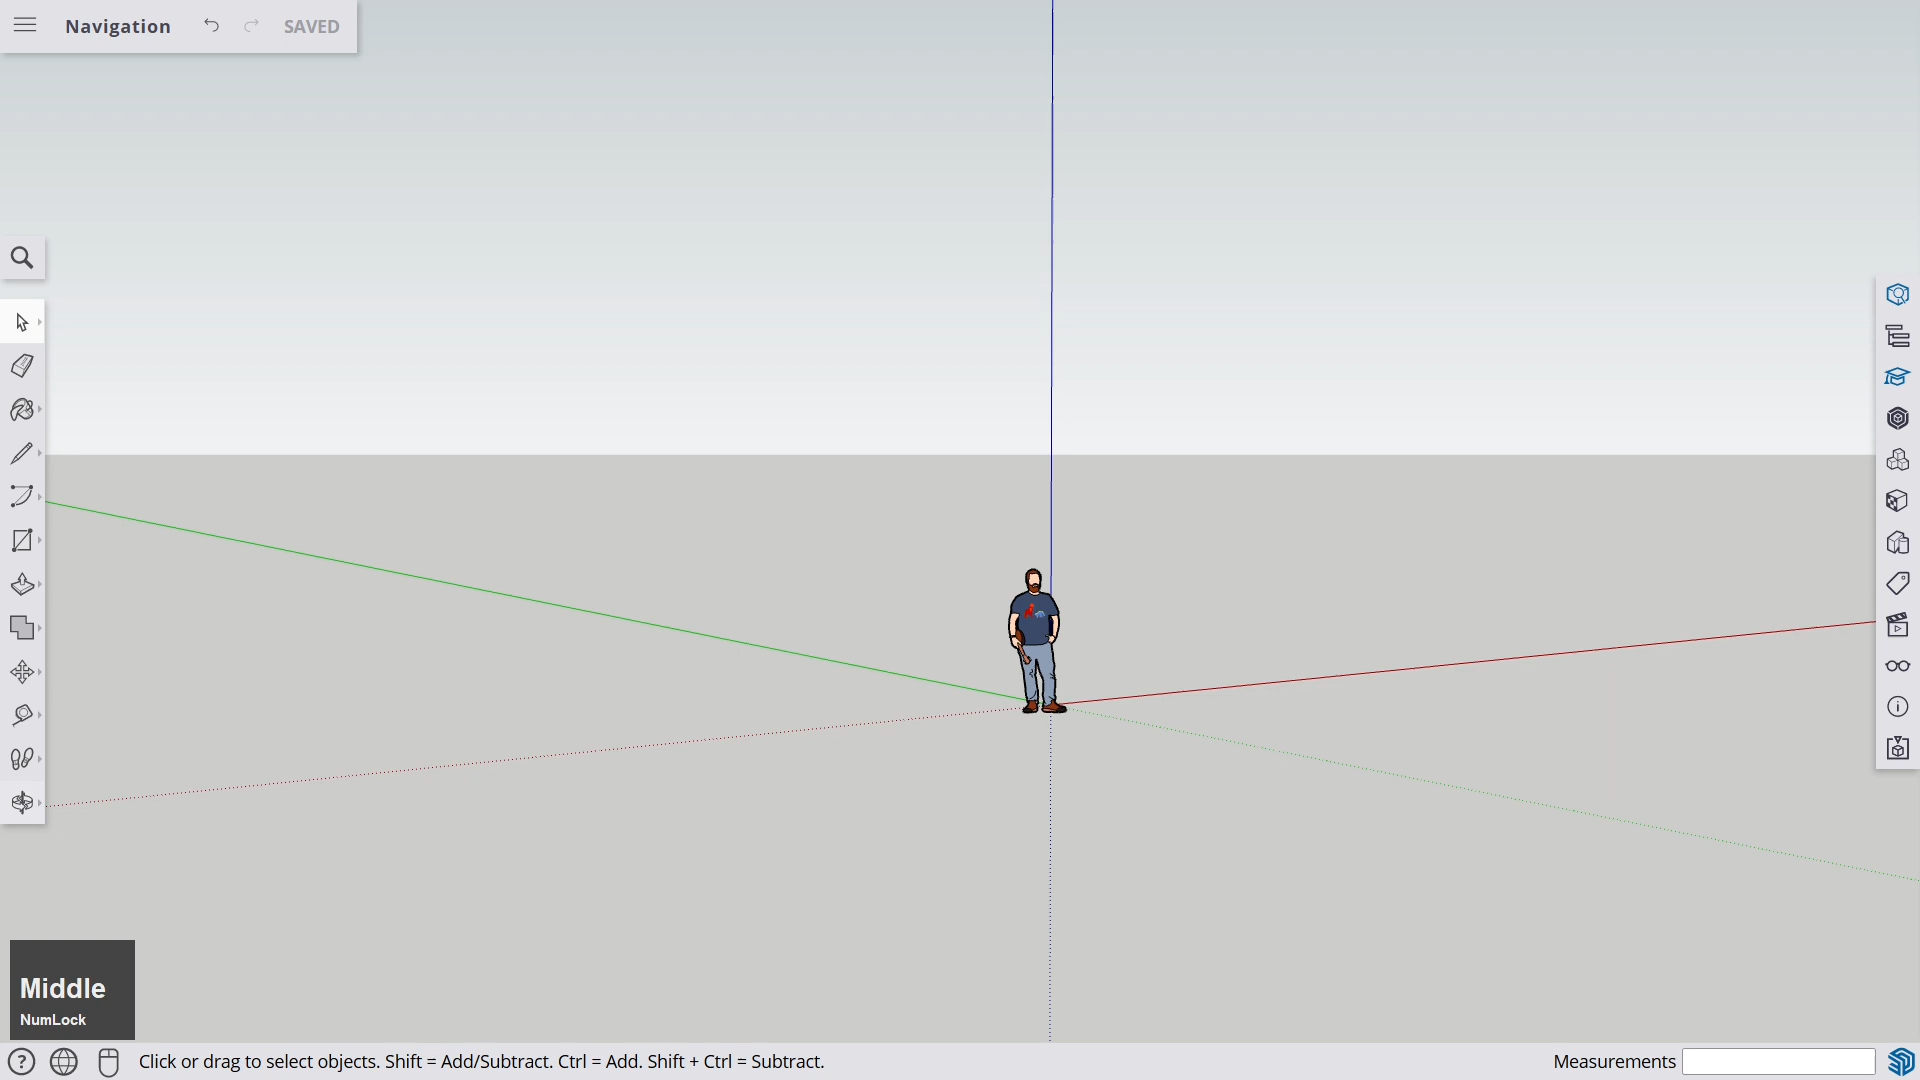 Navigation
SAVED
Middle
NumLock
Click or drag to select objects. Shift = Add/Subtract. Ctrl = Add. Shift + Ctrl = Subtract.
Measurements